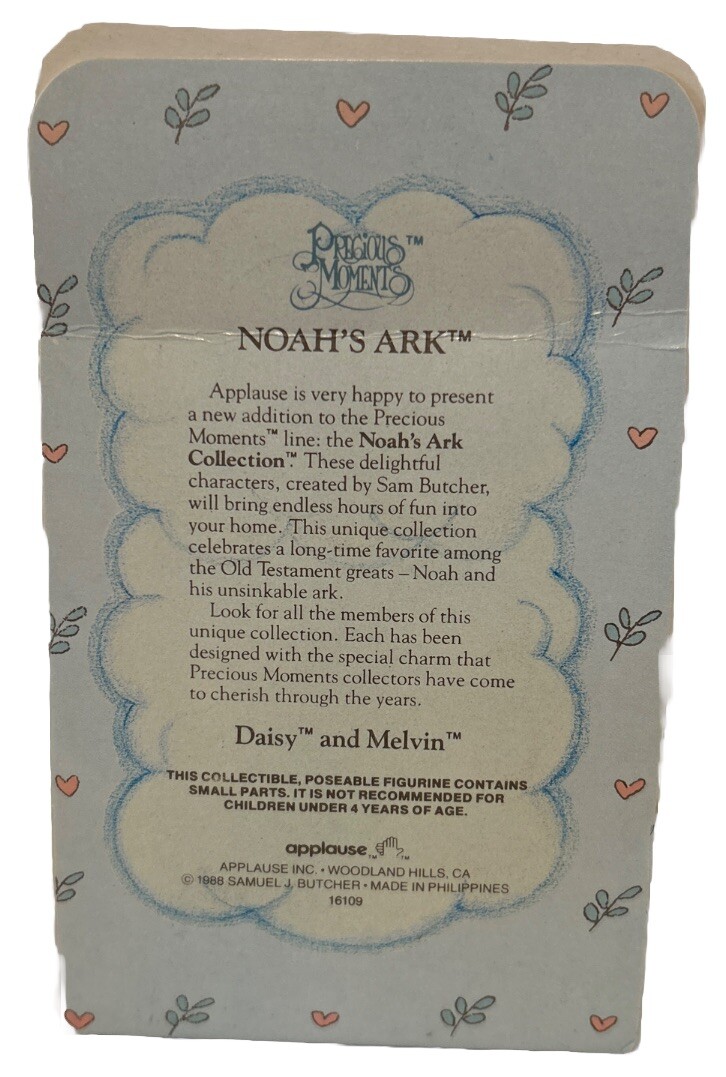 Precious™
Moments
NOAH'S ARK™
Applause is very happy to present
a new addition to the Precious
Moments™ line: the Noah's Ark
Collection™. These delightful
characters, created by Sam Butcher,
will bring endless hours of fun into
your home. This unique collection
celebrates a long-time favorite among
the Old Testament greats – Noah and
his unsinkable ark.
Look for all the members of this
unique collection. Each has been
designed with the special charm that
Precious Moments collectors have come
to cherish through the years.
Daisy™ and Melvin™
THIS COLLECTIBLE, POSEABLE FIGURINE CONTAINS
SMALL PARTS. IT IS NOT RECOMMENDED FOR
CHILDREN UNDER 4 YEARS OF AGE.
applause™ ™
APPLAUSE INC. • WOODLAND HILLS, CA
© 1988 SAMUEL J. BUTCHER • MADE IN PHILIPPINES
16109